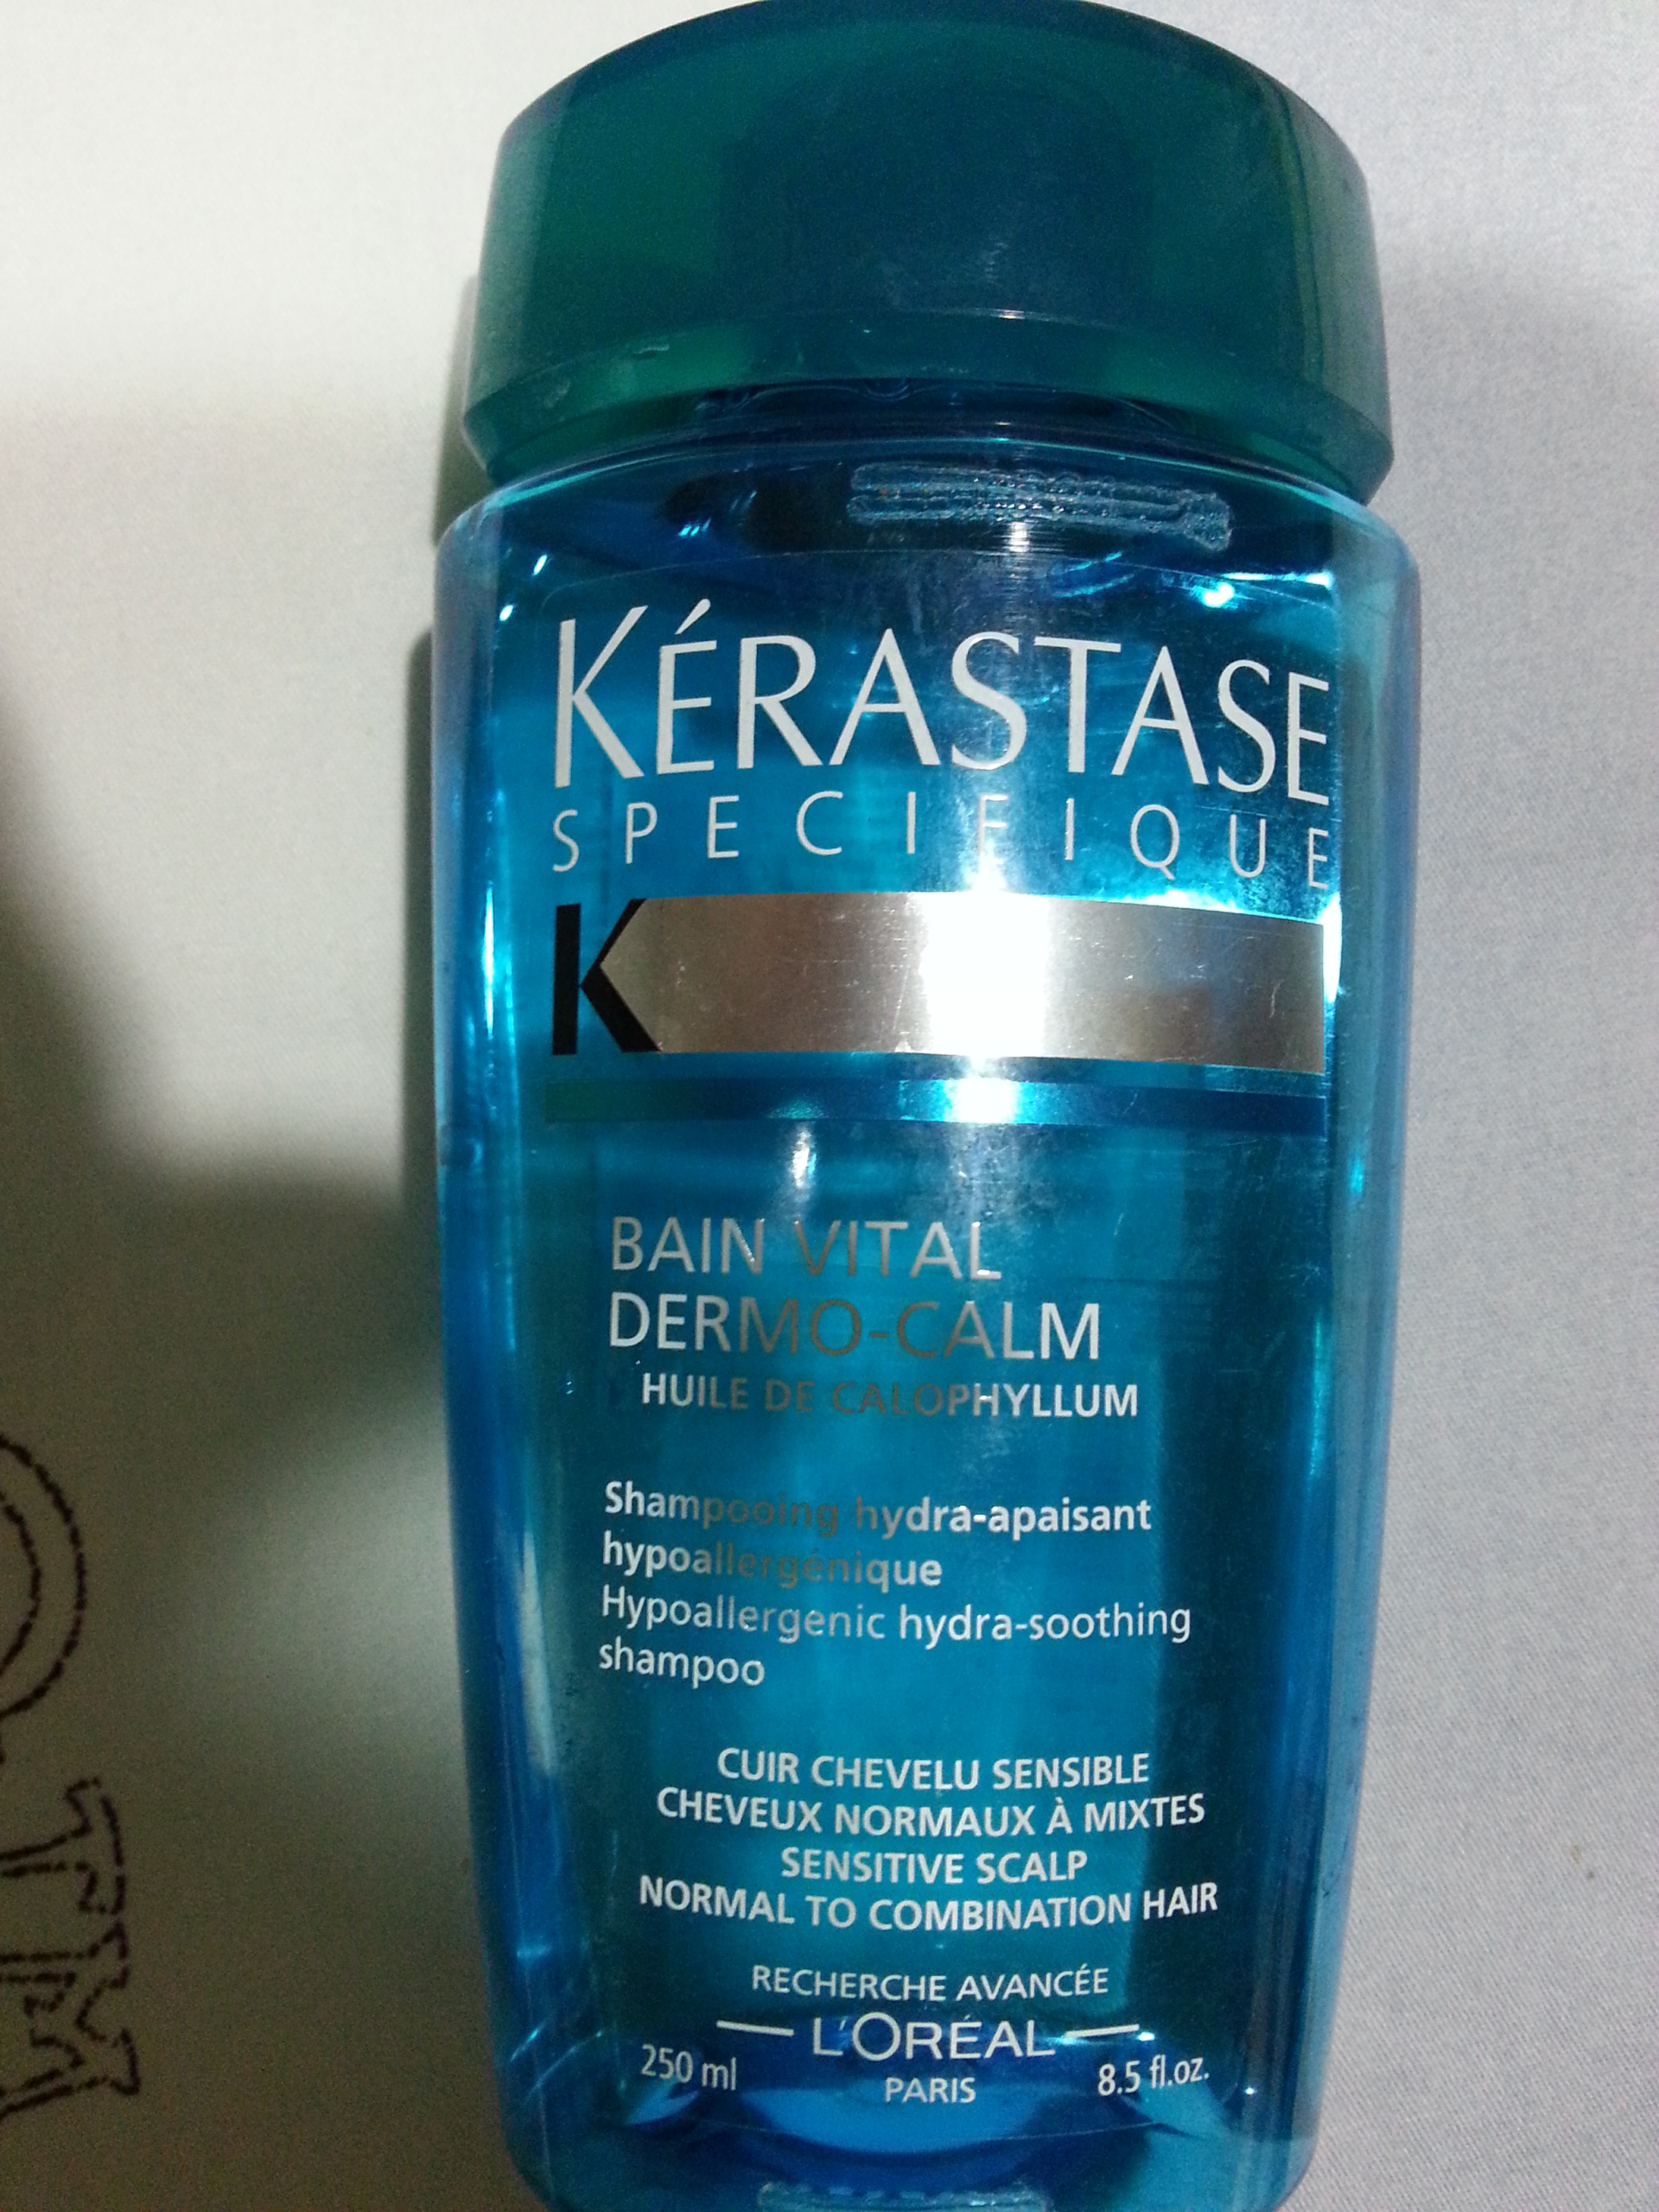 KÉRASTASE
SPECIFIQUE
K
BAIN VITAL
DERMO-CALM
HUILE DE CALOPHYLLUM
Shampooing hydra-apaisant
hypoallergénique
Hypoallergenic hydra-soothing
shampoo
CUIR CHEVELU SENSIBLE
CHEVEUX NORMAUX À MIXTES
SENSITIVE SCALP
NORMAL TO COMBINATION HAIR
RECHERCHE AVANCÉE
L'ORÉAL
250 ml PARIS 8.5 fl.oz.